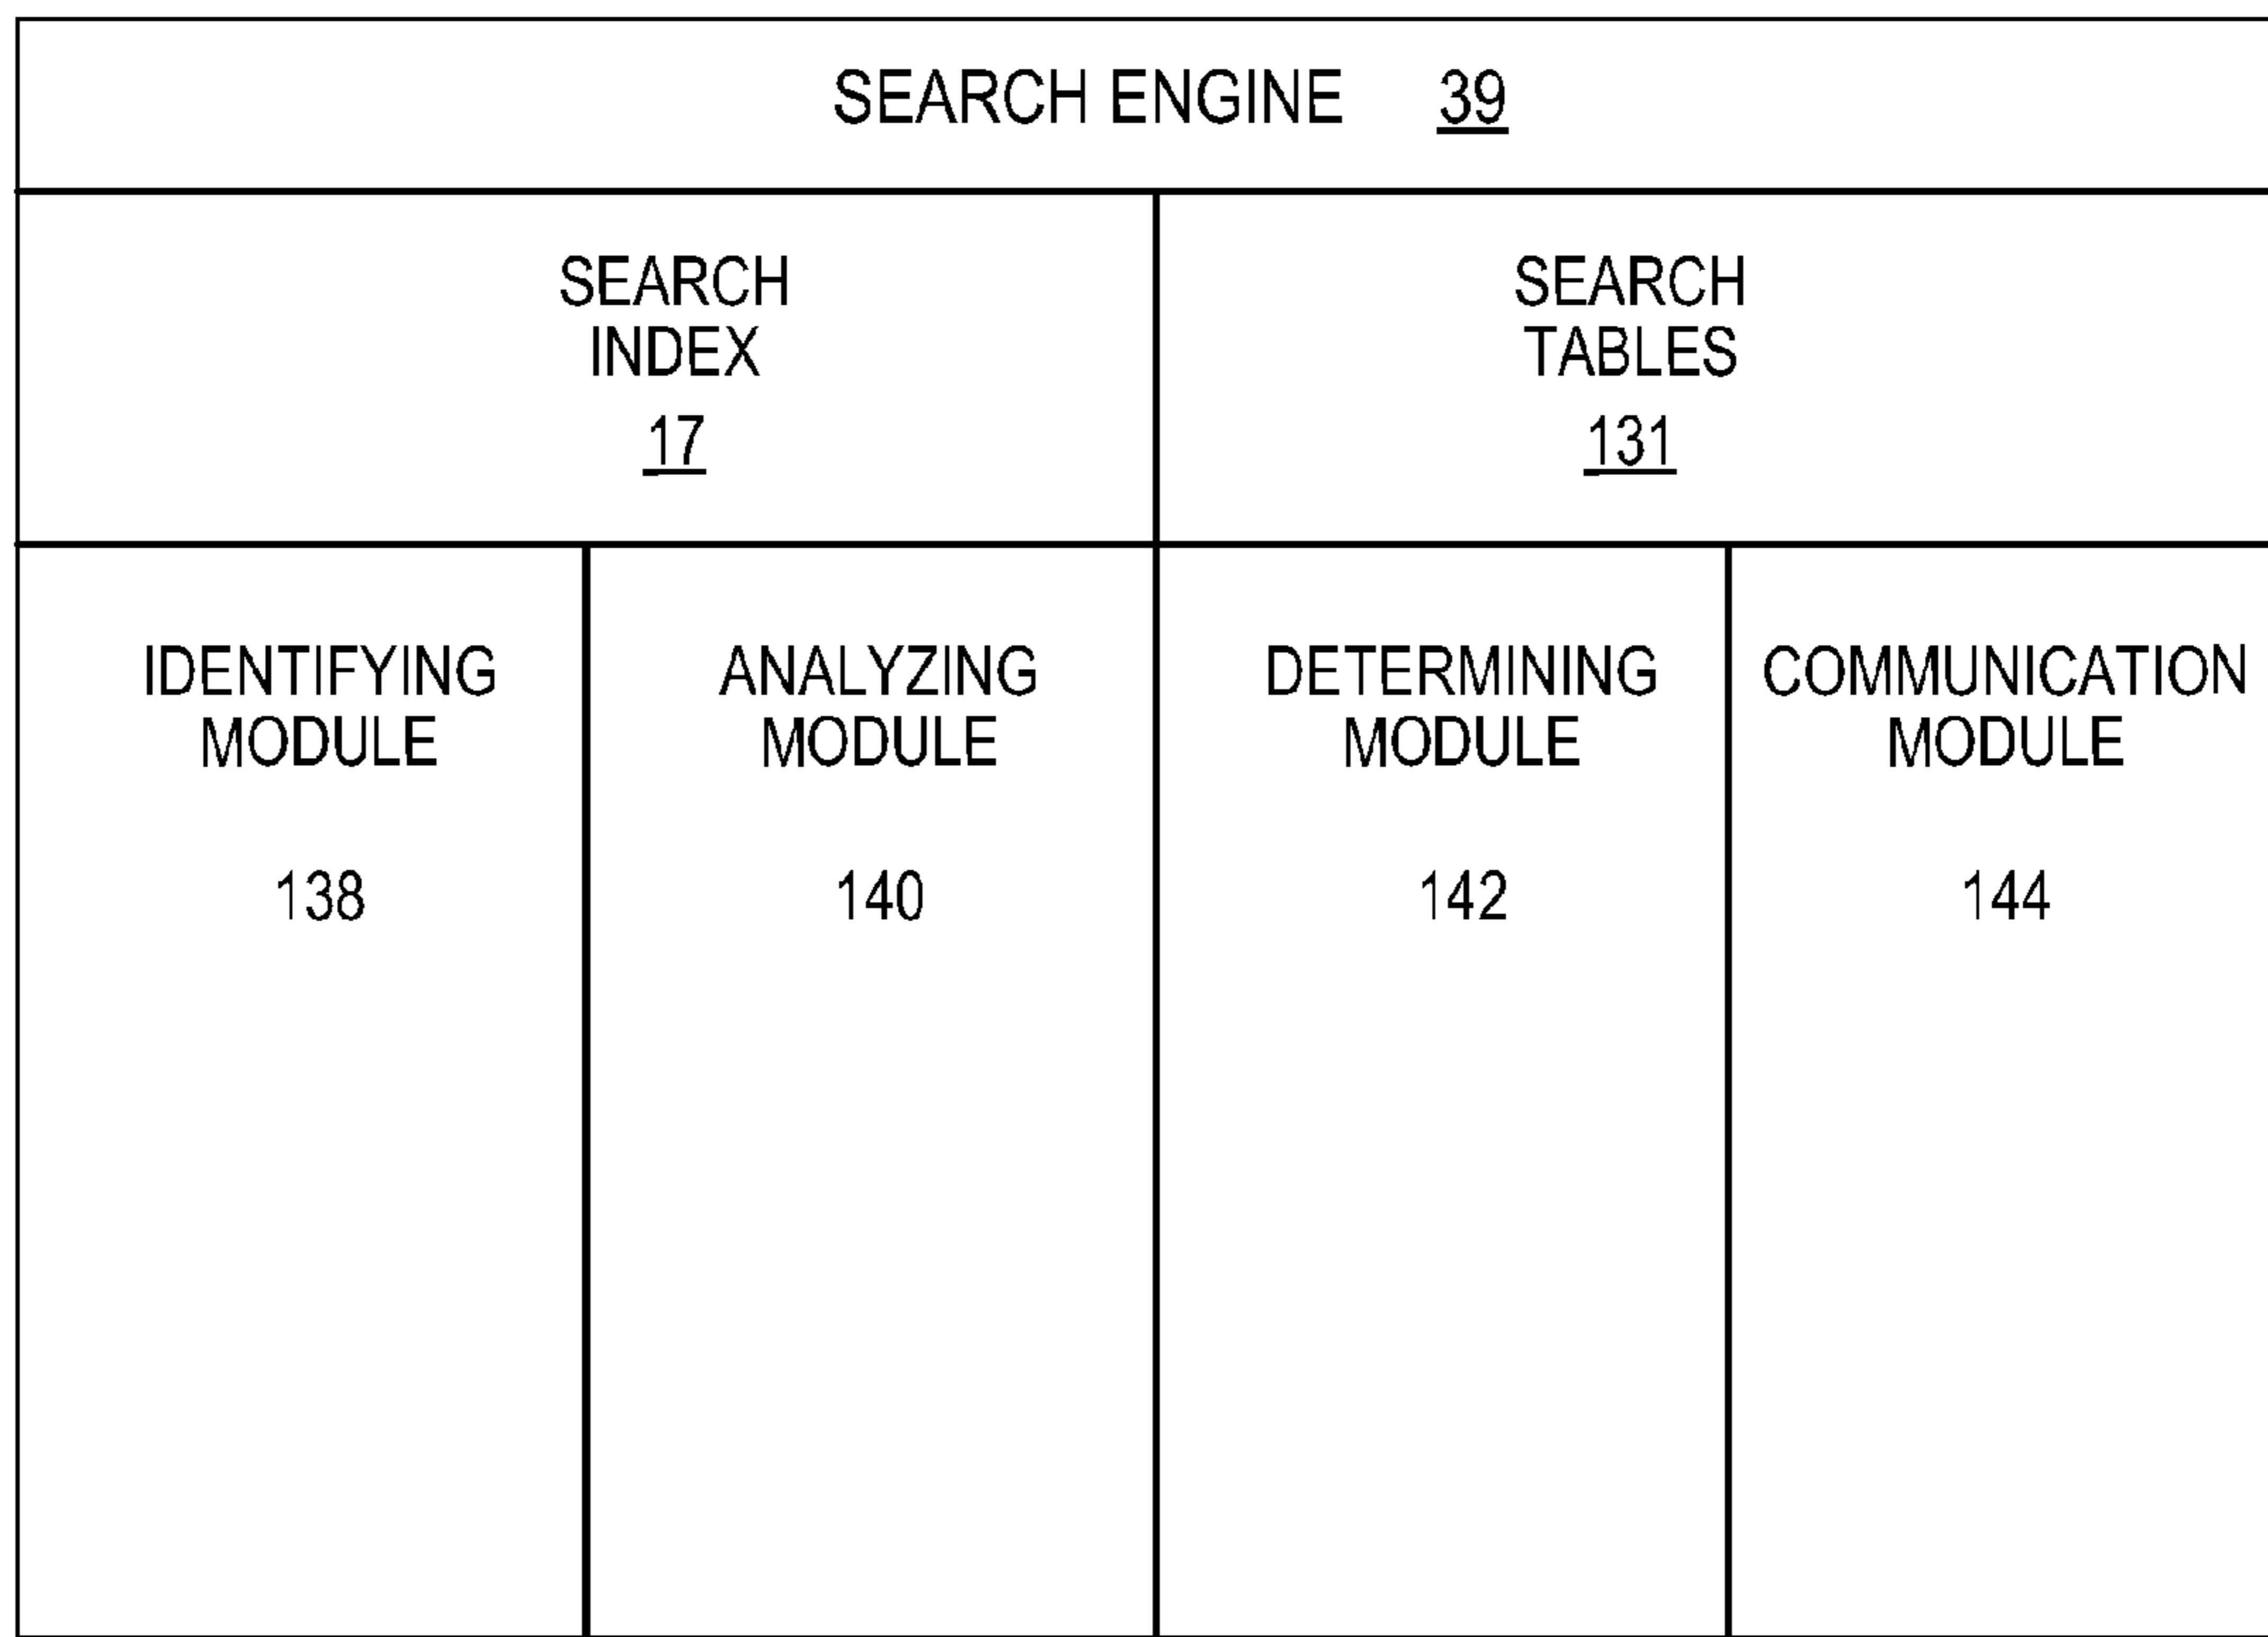 SEARCH ENGINE 39
SEARCH
INDEX
17
SEARCH
TABLES
131
IDENTIFYING
MODULE
138
ANALYZING
MODULE
140
DETERMINING
MODULE
142
COMMUNICATION
MODULE
144